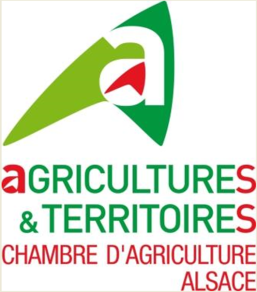 a
aGRICULTURES
& TERRITOIRES
CHAMBRE D'AGRICULTURE
ALSACE